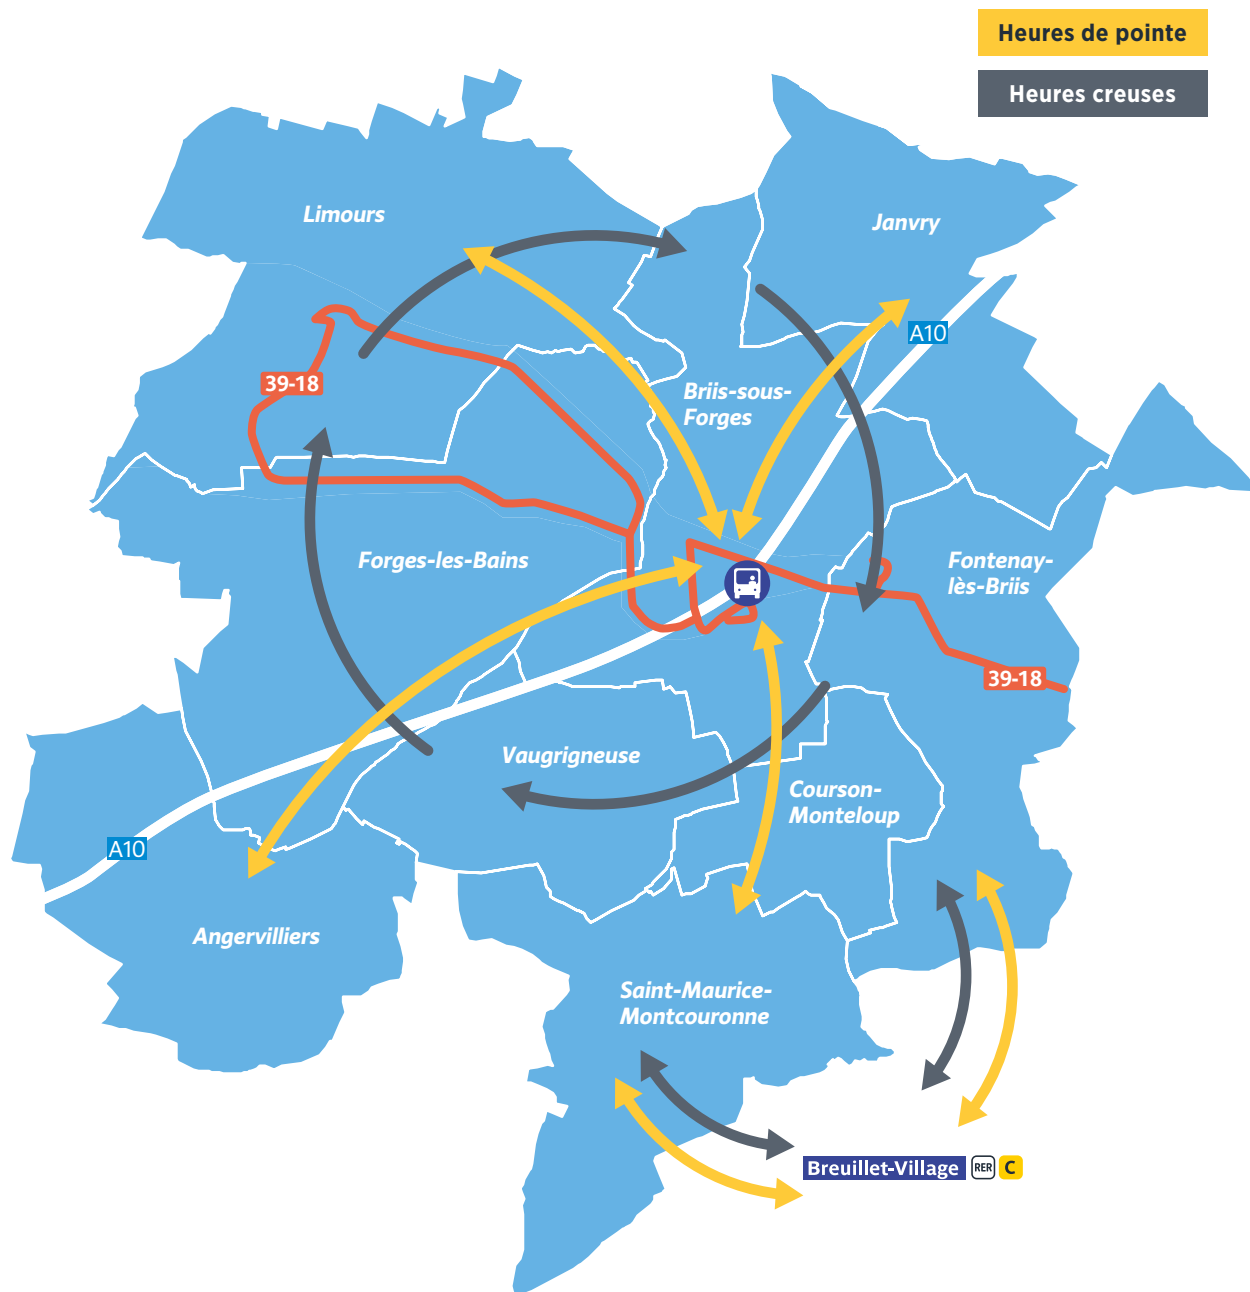 Heures de pointe
Heures creuses
Limours
Janvry
A10
39-18
Briis-sous-
Forges
Forges-les-Bains
Fontenay-
lès-Briis
39-18
Vaugrigneuse
Courson-
Monteloup
A10
Angervilliers
Saint-Maurice-
Montcouronne
Breuillet-Village RER C